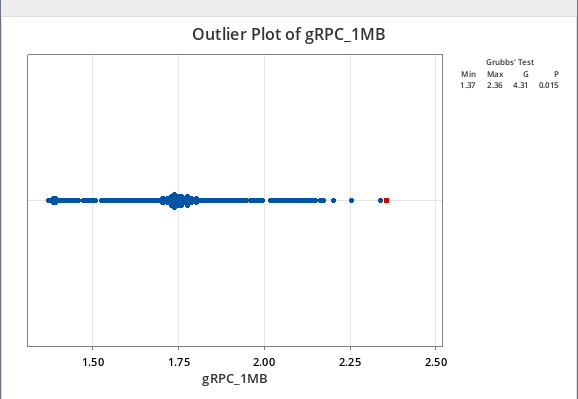 Outlier Plot of gRPC_1MB
Grubbs' Test
Min Max G P
1.37 2.36 4.31 0.015
1.50 1.75 2.00 2.25 2.50
gRPC_1MB